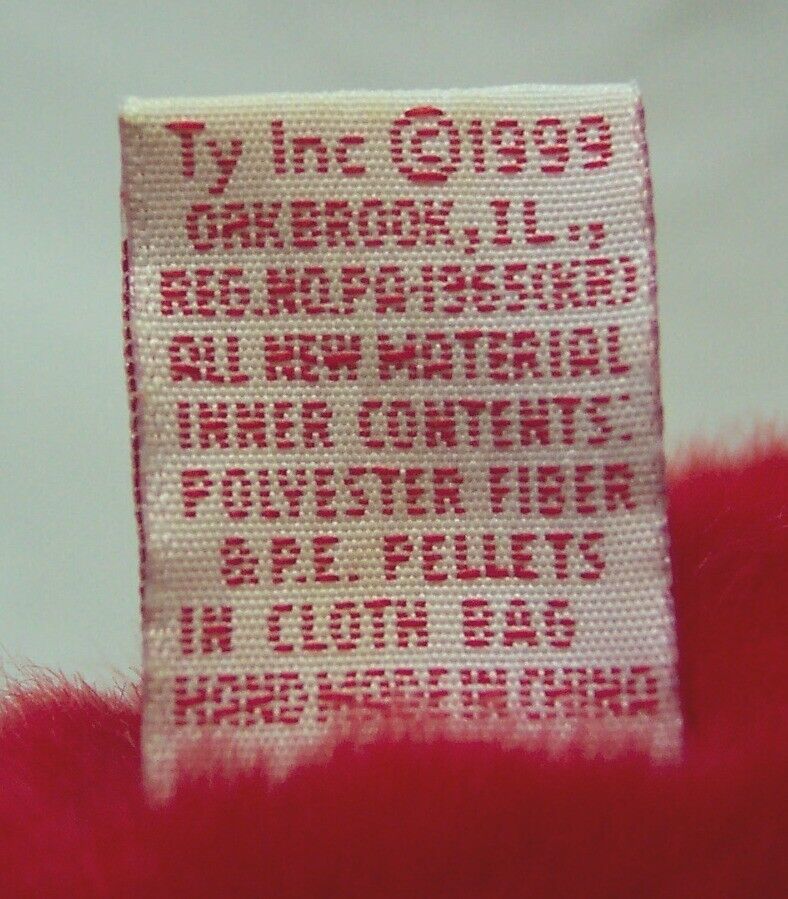 Ty Inc ©1999
OAKBROOK, IL.,
REG.NO.PA-1965(KR)
ALL NEW MATERIAL
INNER CONTENTS:
POLYESTER FIBER
& P.E. PELLETS
IN CLOTH BAG
HAND MADE IN CHINA